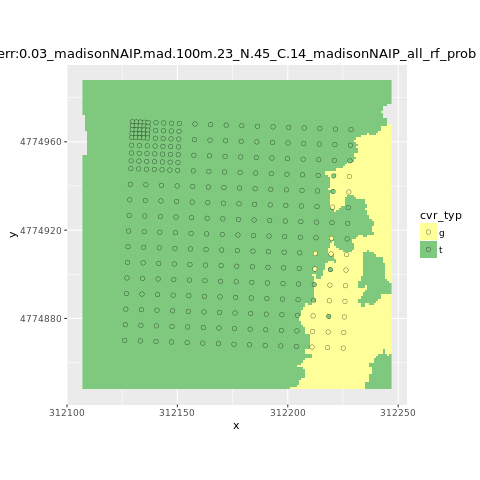 err:0.03_madisonNAIP.mad.100m.23_N.45_C.14_madisonNAIP_all_rf_prob
4774960
4774920
4774880
y
312100 312150 312200 312250
x
cvr_typ
g
t